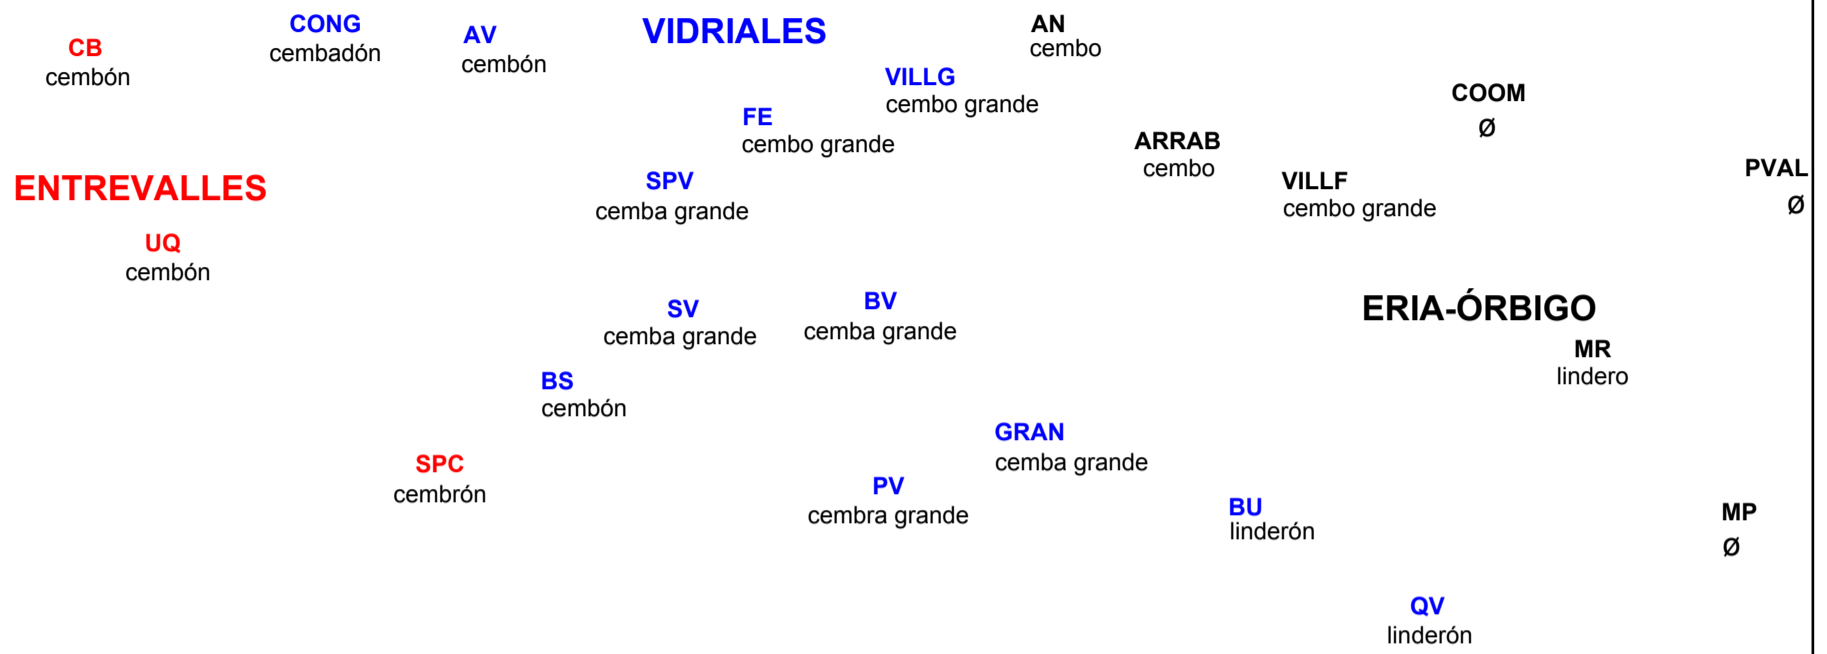 CB
cembón
CONG
cembadón
AV
cembón
VIDRIALES
AN
cembo
VILLG
cembo grande
FE
cembo grande
COOM
Ø
ARRAB
cembo
PVAL
Ø
ENTREVALLES
SPV
cemba grande
VILLF
cembo grande
UQ
cembón
SV
cemba grande
BV
cemba grande
ERIA-ÓRBIGO
MR
lindero
BS
cembón
GRAN
cemba grande
SPC
cembrón
PV
cembra grande
BU
linderón
MP
Ø
QV
linderón